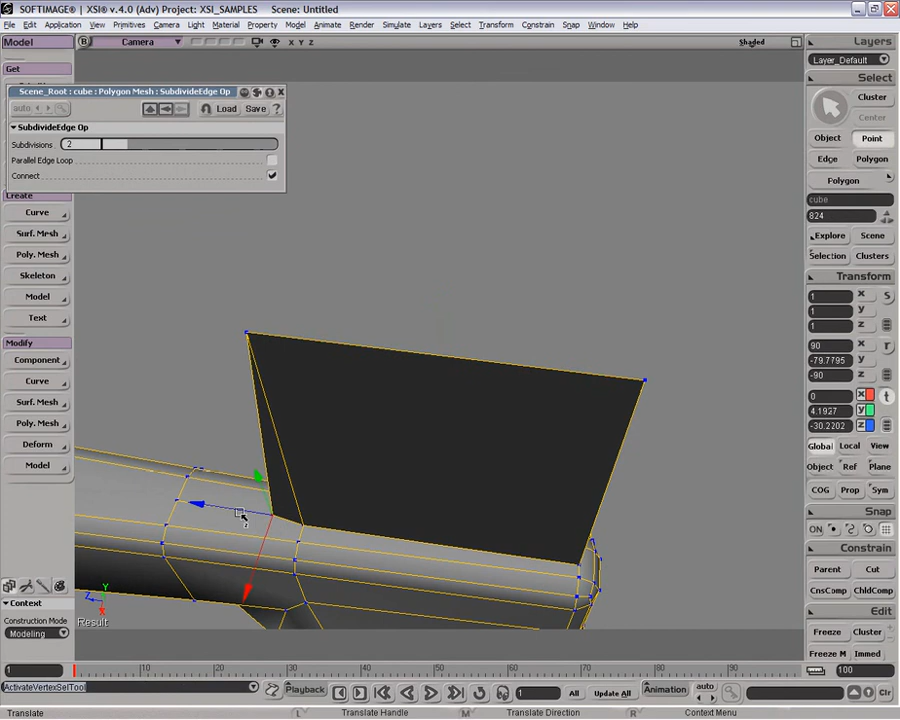 SOFTIMAGE® | XSI® v.4.0 (Adv) Project: XSI_SAMPLES Scene: Untitled
File Edit Application View Display Primitives Curves Surfaces Model Animate Render Simulate Layers Select Transform Constrain Snap Window Help
Model
B Camera X Y Z Shaded
Get
Scene_Root : cube : Polygon Mesh : SubdivideEdge Op
auto Load Save ?
SubdivideEdge Op
Subdivisions 2
Parallel Edge Loop
Connect
Create
Curve
Surf. Mesh
Poly. Mesh
Skeleton
Model
Text
Modify
Component
Curve
Surf. Mesh
Poly. Mesh
Deform
Model
Context
Construction Mode
Modeling
Y
Z
X
Result
Layers
Layer_Default
Select
Cluster
Center
Object Point
Edge Polygon
Polygon
cube
824
Explore Scene
Selection Clusters
Transform
1 x S
1 y
1 z
90 x r
-79.7795 y
-90 z
0 x t
4.1927 y
-30.2202 z
Global Local View
Object Ref Plane
COG Prop Sym
Snap
ON
Constrain
Parent Cut
CnsComp ChldComp
Edit
Freeze Cluster
Freeze M Immed
1 10 20 30 40 50 60 70 80 90 100
ActivateVertexSelTool Playback 1 All Update All Animation auto Clr
Translate L Translate Handle M Translate Direction R Context Menu